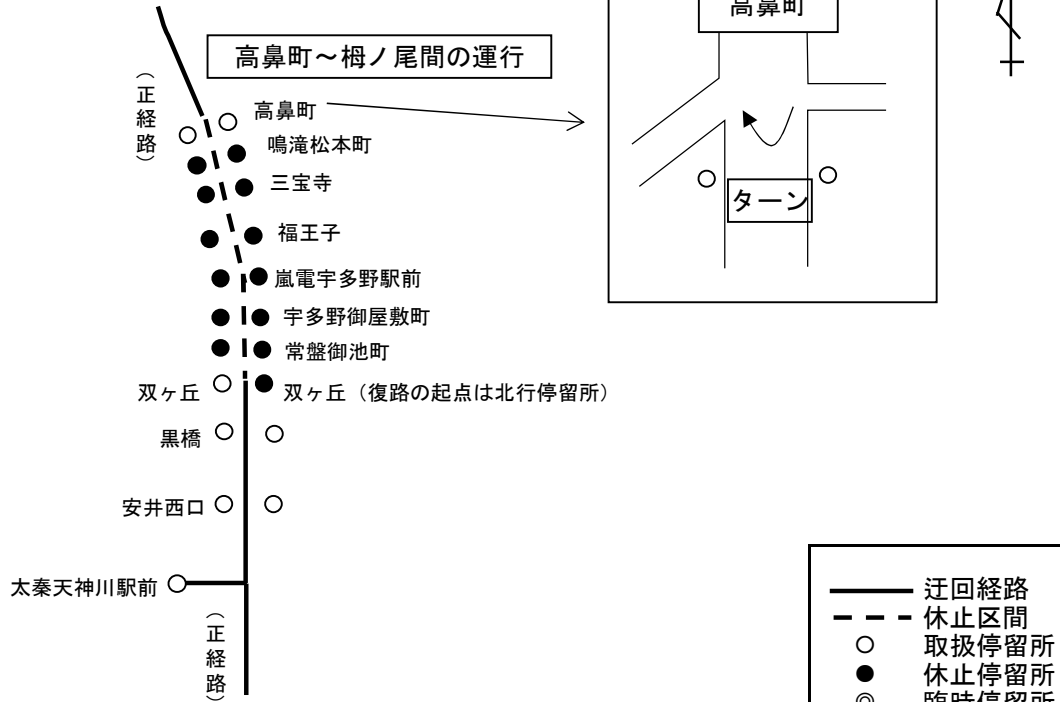 高鼻町～栂ノ尾間の運行
（正経路）
高鼻町
鳴滝松本町
三宝寺
福王子
嵐電宇多野駅前
宇多野御屋敷町
常盤御池町
双ヶ丘
双ヶ丘（復路の起点は北行停留所）
黒橋
安井西口
太秦天神川駅前
（正経路）
高鼻町
ターン
迂回経路
休止区間
取扱停留所
休止停留所
臨時停留所